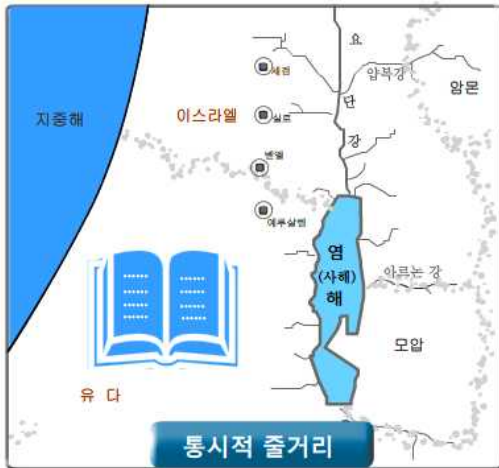 요
세겜
얍복강
암몬
지중해
이스라엘
실로
단
강
벧엘
예루살렘
염
(사해)
해
아르논 강
모압
유 다
통시적 줄거리